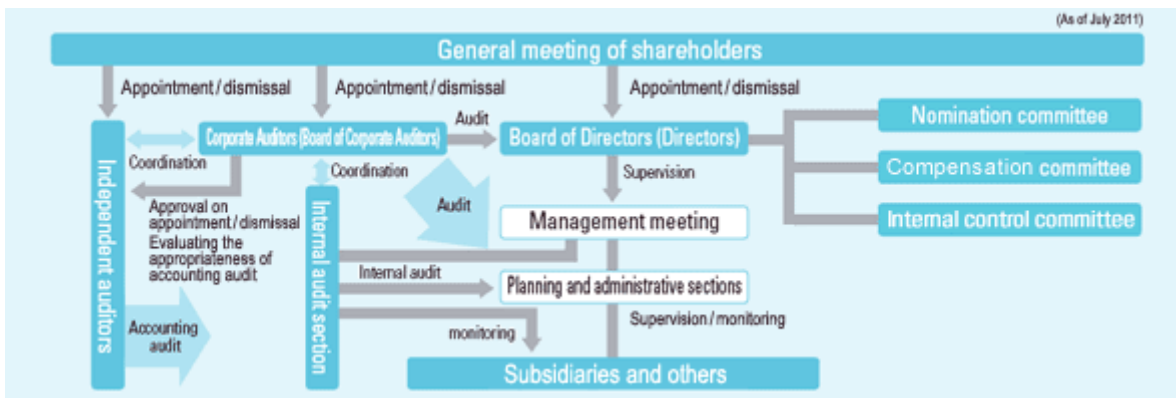 (As of July 2011)
General meeting of shareholders
Appointment / dismissal
Appointment / dismissal
Appointment / dismissal
Audit
Nomination committee
Corporate Auditors (Board of Corporate Auditors)
Board of Directors (Directors)
Coordination
Coordination
Supervision
Compensation committee
Independent auditors
Internal audit section
Audit
Approval on
appointment / dismissal
Evaluating the
appropriateness of
accounting audit
Management meeting
Internal control committee
Internal audit
Planning and administrative sections
Accounting
audit
monitoring
Supervision / monitoring
Subsidiaries and others